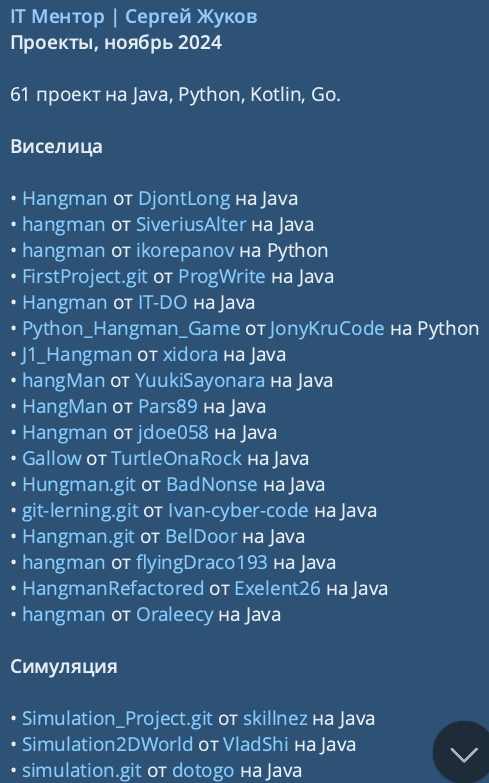 IT Ментор | Сергей Жуков
Проекты, ноябрь 2024
61 проект на Java, Python, Kotlin, Go.
Виселица
• Hangman от DjontLong на Java
• hangman от SiveriusAlter на Java
• hangman от ikorepanov на Python
• FirstProject.git от ProgWrite на Java
• Hangman от IT-DO на Java
• Python_Hangman_Game от JonyKruCode на Python
• J1_Hangman от xidora на Java
• hangMan от YuukiSayonara на Java
• HangMan от Pars89 на Java
• Hangman от jdoe058 на Java
• Gallow от TurtleOnaRock на Java
• Hungman.git от BadNonse на Java
• git-lerning.git от Ivan-cyber-code на Java
• Hangman.git от BelDoor на Java
• hangman от flyingDraco193 на Java
• HangmanRefactored от Exelent26 на Java
• hangman от Oraleecy на Java
Симуляция
• Simulation_Project.git от skillnez на Java
• Simulation2DWorld от VladShi на Java
• simulation.git от dotogo на Java